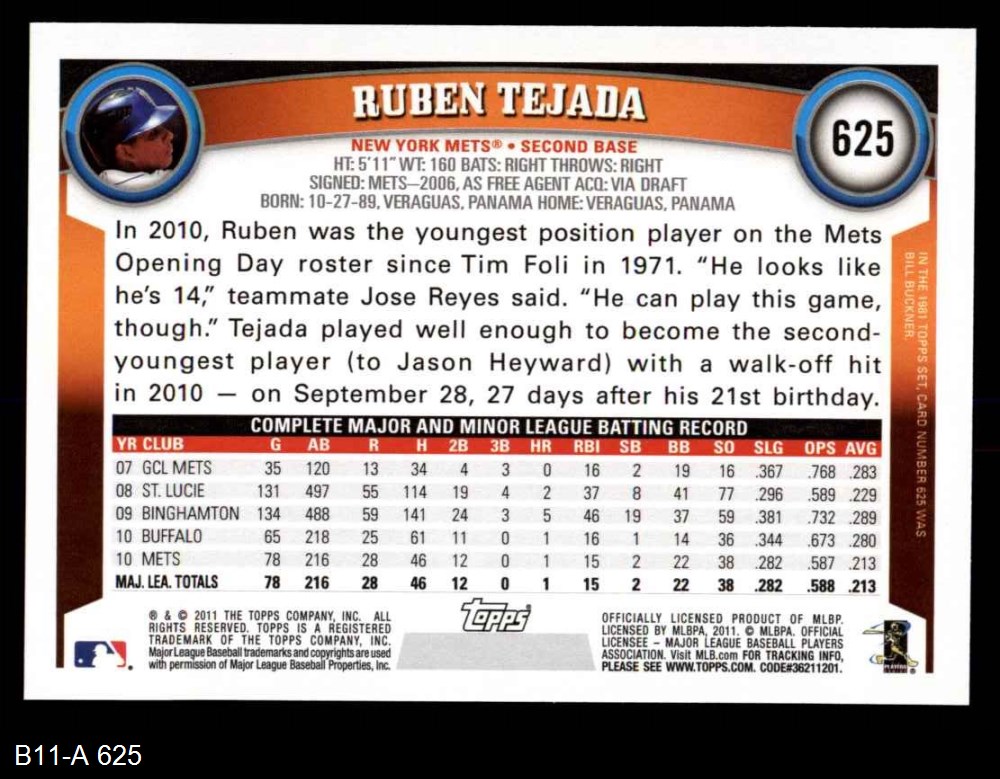 RUBEN TEJADA
625
NEW YORK METS® • SECOND BASE
HT: 5'11" WT: 160 BATS: RIGHT THROWS: RIGHT
SIGNED: METS–2006, AS FREE AGENT ACQ: VIA DRAFT
BORN: 10-27-89, VERAGUAS, PANAMA HOME: VERAGUAS, PANAMA
In 2010, Ruben was the youngest position player on the Mets
Opening Day roster since Tim Foli in 1971. “He looks like
he’s 14,” teammate Jose Reyes said. “He can play this game,
though.” Tejada played well enough to become the second-
youngest player (to Jason Heyward) with a walk-off hit
in 2010 — on September 28, 27 days after his 21st birthday.
IN THE 1981 TOPPS SET, CARD NUMBER 625 WAS
BILL BUCKNER.
COMPLETE MAJOR AND MINOR LEAGUE BATTING RECORD
YR CLUB G AB R H 2B 3B HR RBI SB BB SO SLG OPS AVG
07 GCL METS 35 120 13 34 4 3 0 16 2 19 16 .367 .768 .283
08 ST. LUCIE 131 497 55 114 19 4 2 37 8 41 77 .296 .589 .229
09 BINGHAMTON 134 488 59 141 24 3 5 46 19 37 59 .381 .732 .289
10 BUFFALO 65 218 25 61 11 0 1 16 1 14 36 .344 .673 .280
10 METS 78 216 28 46 12 0 1 15 2 22 38 .282 .587 .213
MAJ. LEA. TOTALS 78 216 28 46 12 0 1 15 2 22 38 .282 .588 .213
® & © 2011 THE TOPPS COMPANY, INC. ALL
RIGHTS RESERVED. TOPPS IS A REGISTERED
TRADEMARK OF THE TOPPS COMPANY, INC.
Major League Baseball trademarks and copyrights are used
with permission of Major League Baseball Properties, Inc.
Topps®
OFFICIALLY LICENSED PRODUCT OF MLBP.
LICENSED BY MLBPA, 2011. © MLBPA. OFFICIAL
LICENSEE – MAJOR LEAGUE BASEBALL PLAYERS
ASSOCIATION. Visit MLB.com FOR TRACKING INFO,
PLEASE SEE WWW.TOPPS.COM. CODE#36211201.
PLAYERS
B11-A 625